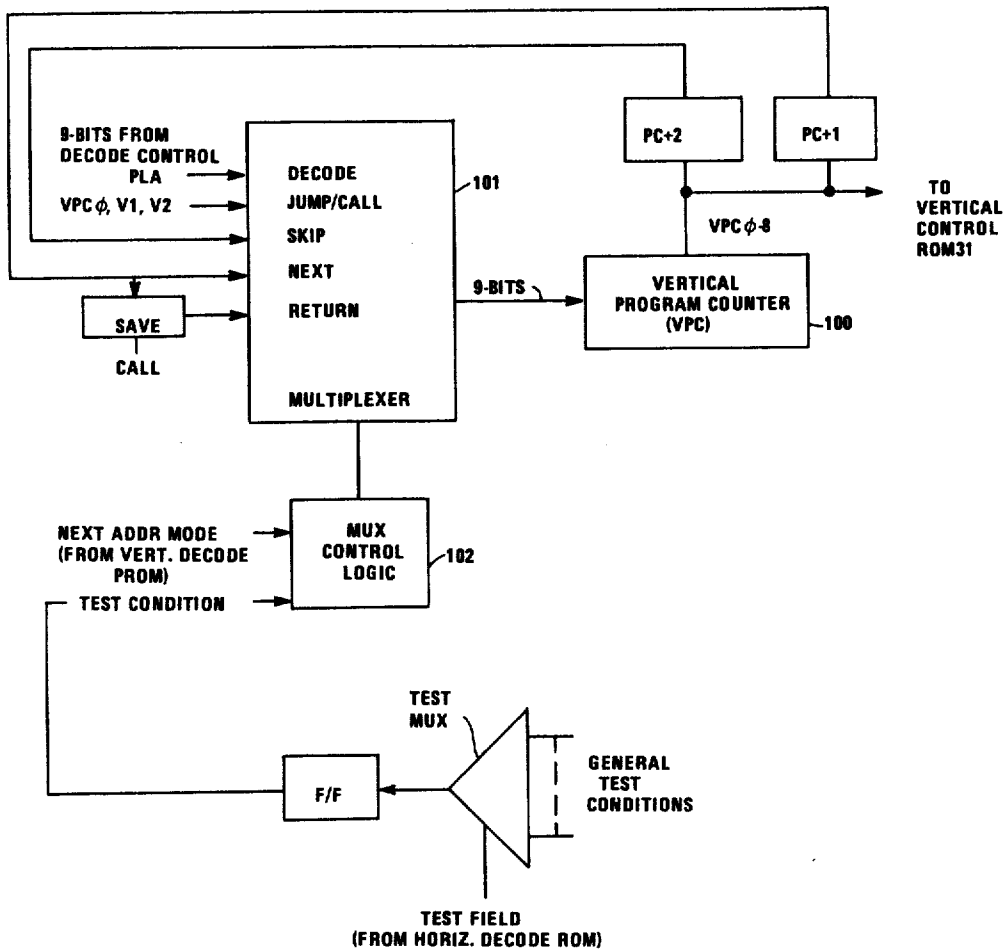 PC+2
PC+1
9-BITS FROM
DECODE CONTROL
PLA
VPCϕ, V1, V2
DECODE
JUMP/CALL
SKIP
NEXT
RETURN
MULTIPLEXER
101
SAVE
CALL
9-BITS
VPCϕ-8
TO
VERTICAL
CONTROL
ROM31
VERTICAL
PROGRAM COUNTER
(VPC)
100
NEXT ADDR MODE
(FROM VERT. DECODE
PROM)
TEST CONDITION
MUX
CONTROL
LOGIC
102
TEST
MUX
F/F
GENERAL
TEST
CONDITIONS
TEST FIELD
(FROM HORIZ. DECODE ROM)